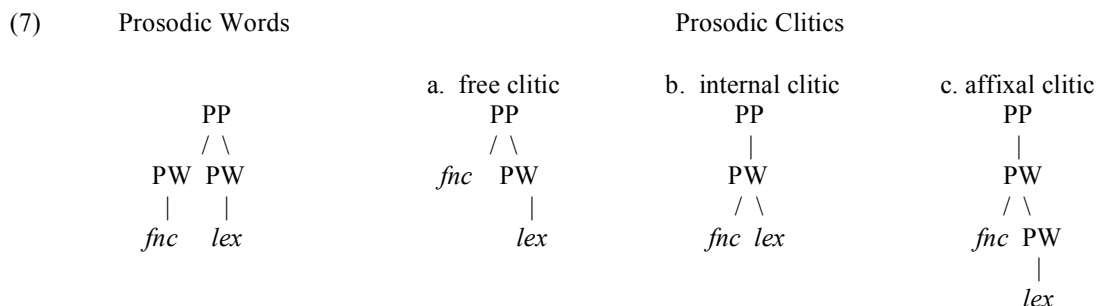 (7) Prosodic Words Prosodic Clitics
a. free clitic b. internal clitic c. affixal clitic
PP PP PP PP
/ \ / \ | |
PW PW fnc PW PW PW
| | | / \ / \
fnc lex lex fnc lex fnc PW
|
lex